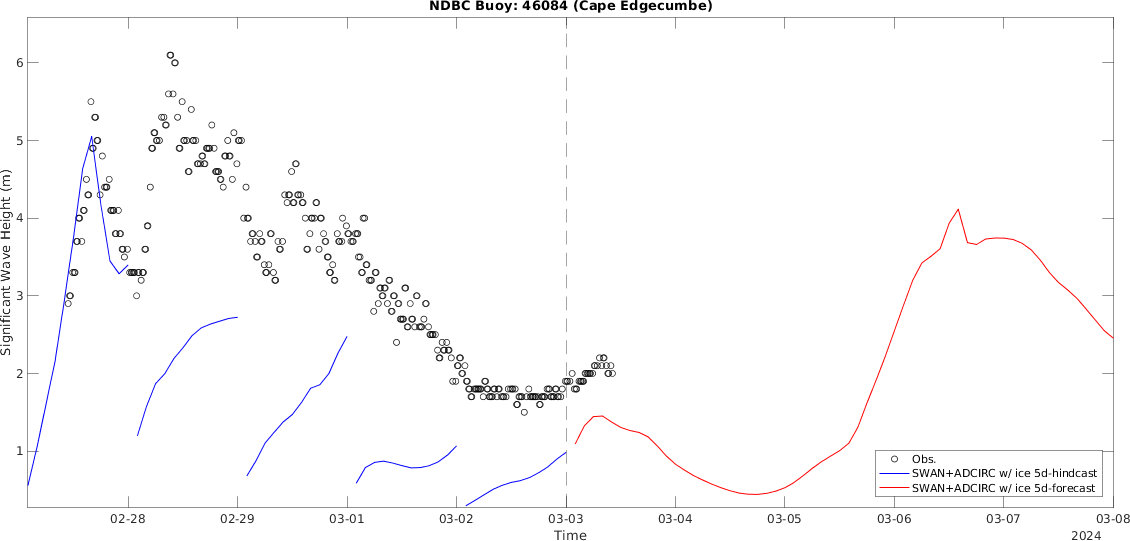 NDBC Buoy: 46084 (Cape Edgecumbe)
Significant Wave Height (m)
6
5
4
3
2
1
Obs.
SWAN+ADCIRC w/ ice 5d-hindcast
SWAN+ADCIRC w/ ice 5d-forecast
02-28 02-29 03-01 03-02 03-03 03-04 03-05 03-06 03-07 03-08
Time
2024